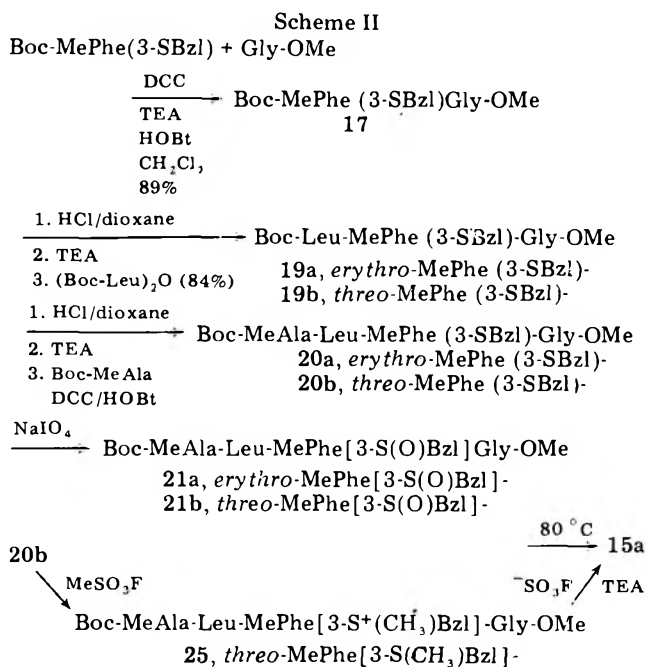 Scheme II
Boc-MePhe(3-SBzl) + Gly-OMe
DCC
TEA
HOBt
CH₂Cl₂
89%
Boc-MePhe (3-SBzl)Gly-OMe
17
1. HCl/dioxane
2. TEA
3. (Boc-Leu)₂O (84%)
Boc-Leu-MePhe (3-SBzl)-Gly-OMe
19a, erythro-MePhe (3-SBzl)-
19b, threo-MePhe (3-SBzl)-
1. HCl/dioxane
2. TEA
3. Boc-MeAla
DCC/HOBt
Boc-MeAla-Leu-MePhe (3-SBzl)-Gly-OMe
20a, erythro-MePhe (3-SBzl)-
20b, threo-MePhe (3-SBzl)-
NaIO₄
Boc-MeAla-Leu-MePhe[3-S(O)Bzl]Gly-OMe
21a, erythro-MePhe[3-S(O)Bzl]-
21b, threo-MePhe[3-S(O)Bzl]-
80 °C
15a
20b
MeSO₃F
⁻SO₃F
TEA
Boc-MeAla-Leu-MePhe[3-S⁺(CH₃)Bzl]-Gly-OMe
25, threo-MePhe[3-S(CH₃)Bzl]-